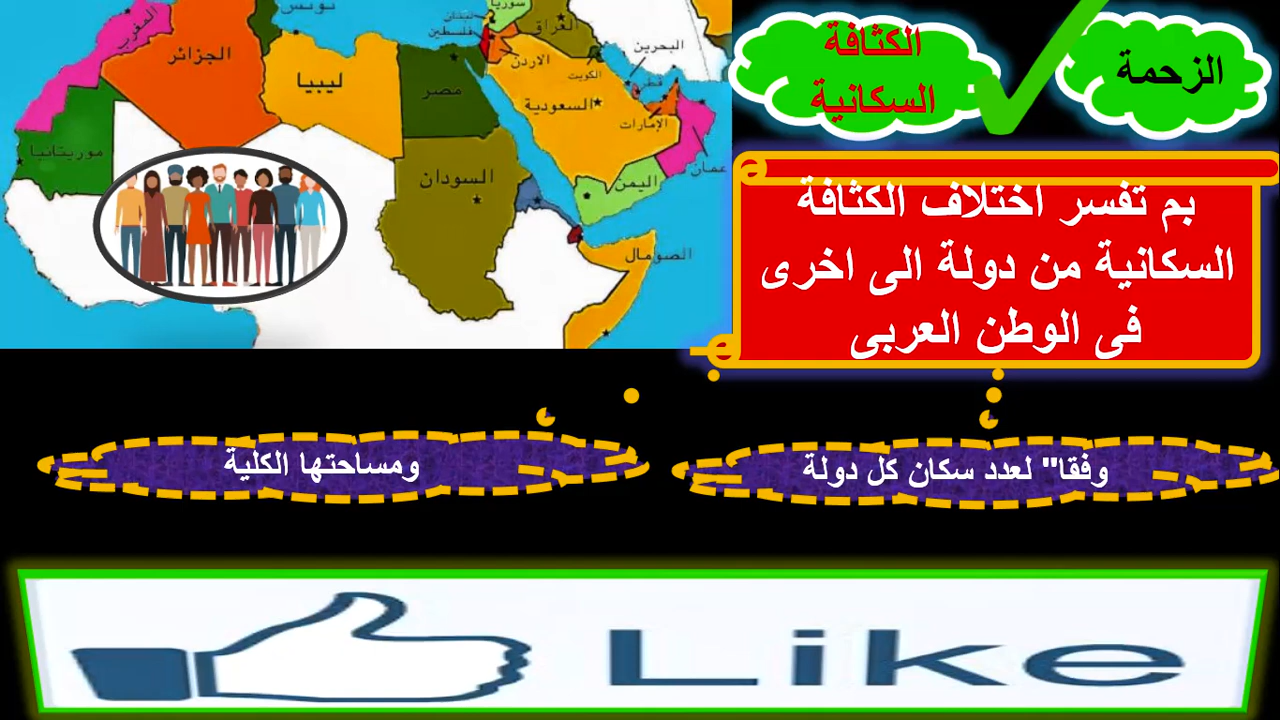 الزحمة
الكثافة
السكانية
بم تفسر اختلاف الكثافة
السكانية من دولة الى اخرى
فى الوطن العربى
وفقا" لعدد سكان كل دولة
ومساحتها الكلية
تونس
المغرب
الجزائر
ليبيا
مصر
موريتانيا
السودان
سوريا
لبنان
فلسطين
العراق
الاردن
الكويت
البحرين
قطر
السعودية
الإمارات
عمان
اليمن
الصومال
Like